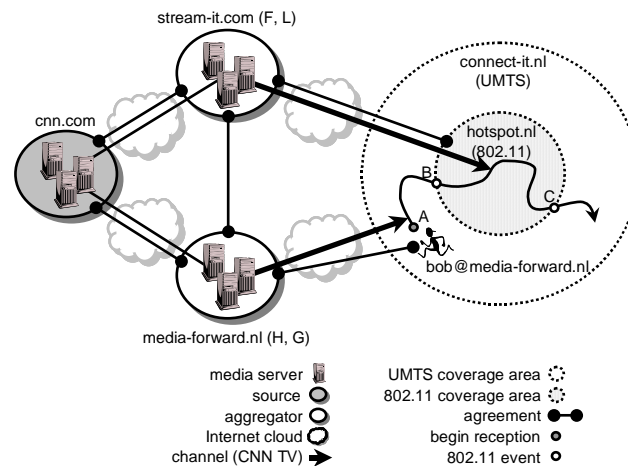 stream-it.com (F, L)
connect-it.nl
(UMTS)
cnn.com
hotspot.nl
(802.11)
B
C
A
bob@media-forward.nl
media-forward.nl (H, G)
media server
source
aggregator
Internet cloud
channel (CNN TV)
UMTS coverage area
802.11 coverage area
agreement
begin reception
802.11 event